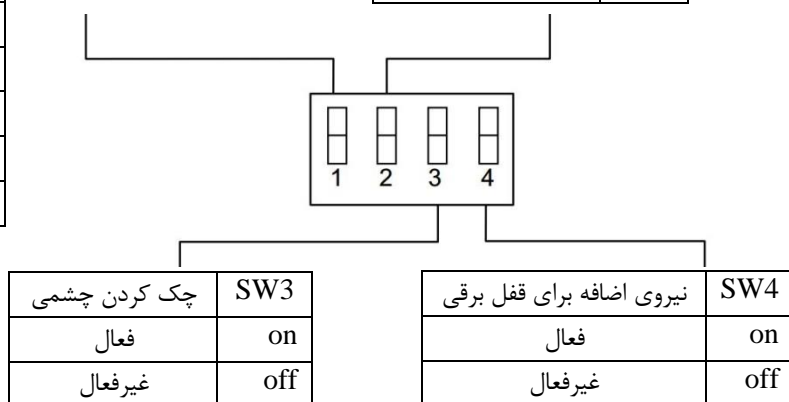 1 2 3 4
SW3 چک کردن چشمی
on فعال
off غیرفعال
SW4 نیروی اضافه برای قفل برقی
on فعال
off غیرفعال